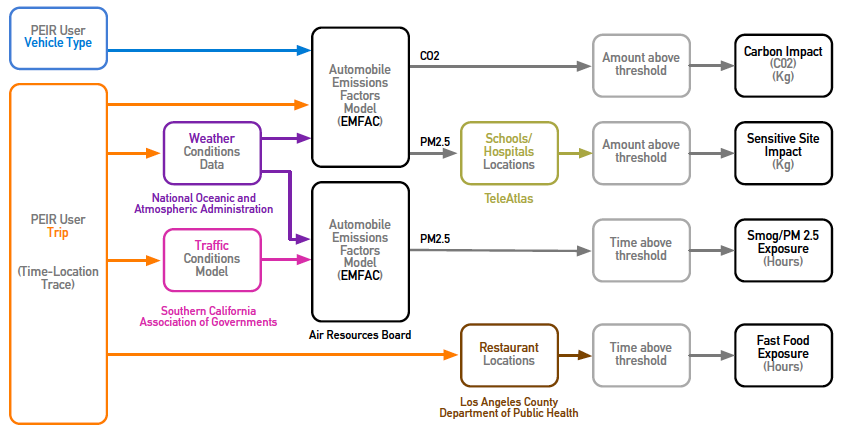 PEIR User
Vehicle Type
PEIR User
Trip
(Time-Location
Trace)
Weather
Conditions
Data
National Oceanic and
Atmospheric Administration
Traffic
Conditions
Model
Southern California
Association of Governments
Automobile
Emissions
Factors
Model
(EMFAC)
Automobile
Emissions
Factors
Model
(EMFAC)
Air Resources Board
CO2
PM2.5
PM2.5
Schools/
Hospitals
Locations
TeleAtlas
Restaurant
Locations
Los Angeles County
Department of Public Health
Amount above
threshold
Carbon Impact
(CO2)
(Kg)
Amount above
threshold
Sensitive Site
Impact
(Kg)
Time above
threshold
Smog/PM 2.5
Exposure
(Hours)
Time above
threshold
Fast Food
Exposure
(Hours)